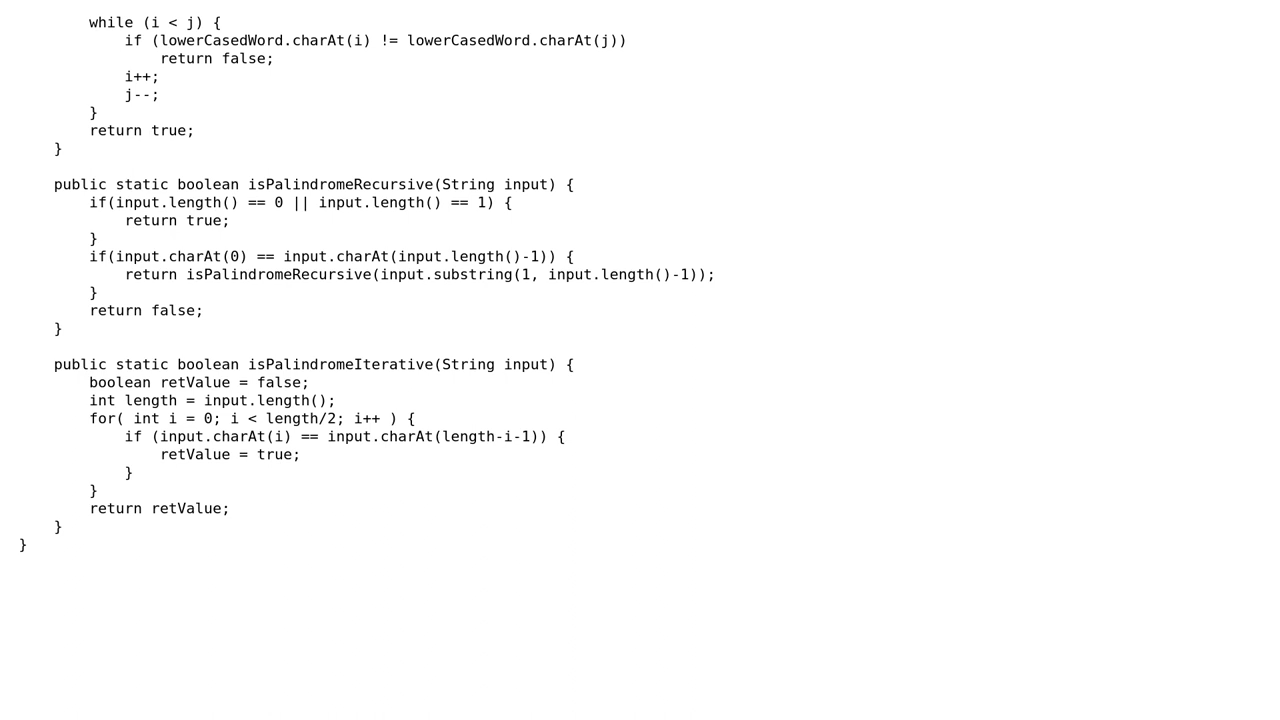 while (i < j) {
            if (lowerCasedWord.charAt(i) != lowerCasedWord.charAt(j))
                return false;
            i++;
            j--;
        }
        return true;
    }

    public static boolean isPalindromeRecursive(String input) {
        if(input.length() == 0 || input.length() == 1) {
            return true;
        }
        if(input.charAt(0) == input.charAt(input.length()-1)) {
            return isPalindromeRecursive(input.substring(1, input.length()-1));
        }
        return false;
    }

    public static boolean isPalindromeIterative(String input) {
        boolean retValue = false;
        int length = input.length();
        for( int i = 0; i < length/2; i++ ) {
            if (input.charAt(i) == input.charAt(length-i-1)) {
                retValue = true;
            }
        }
        return retValue;
    }
}